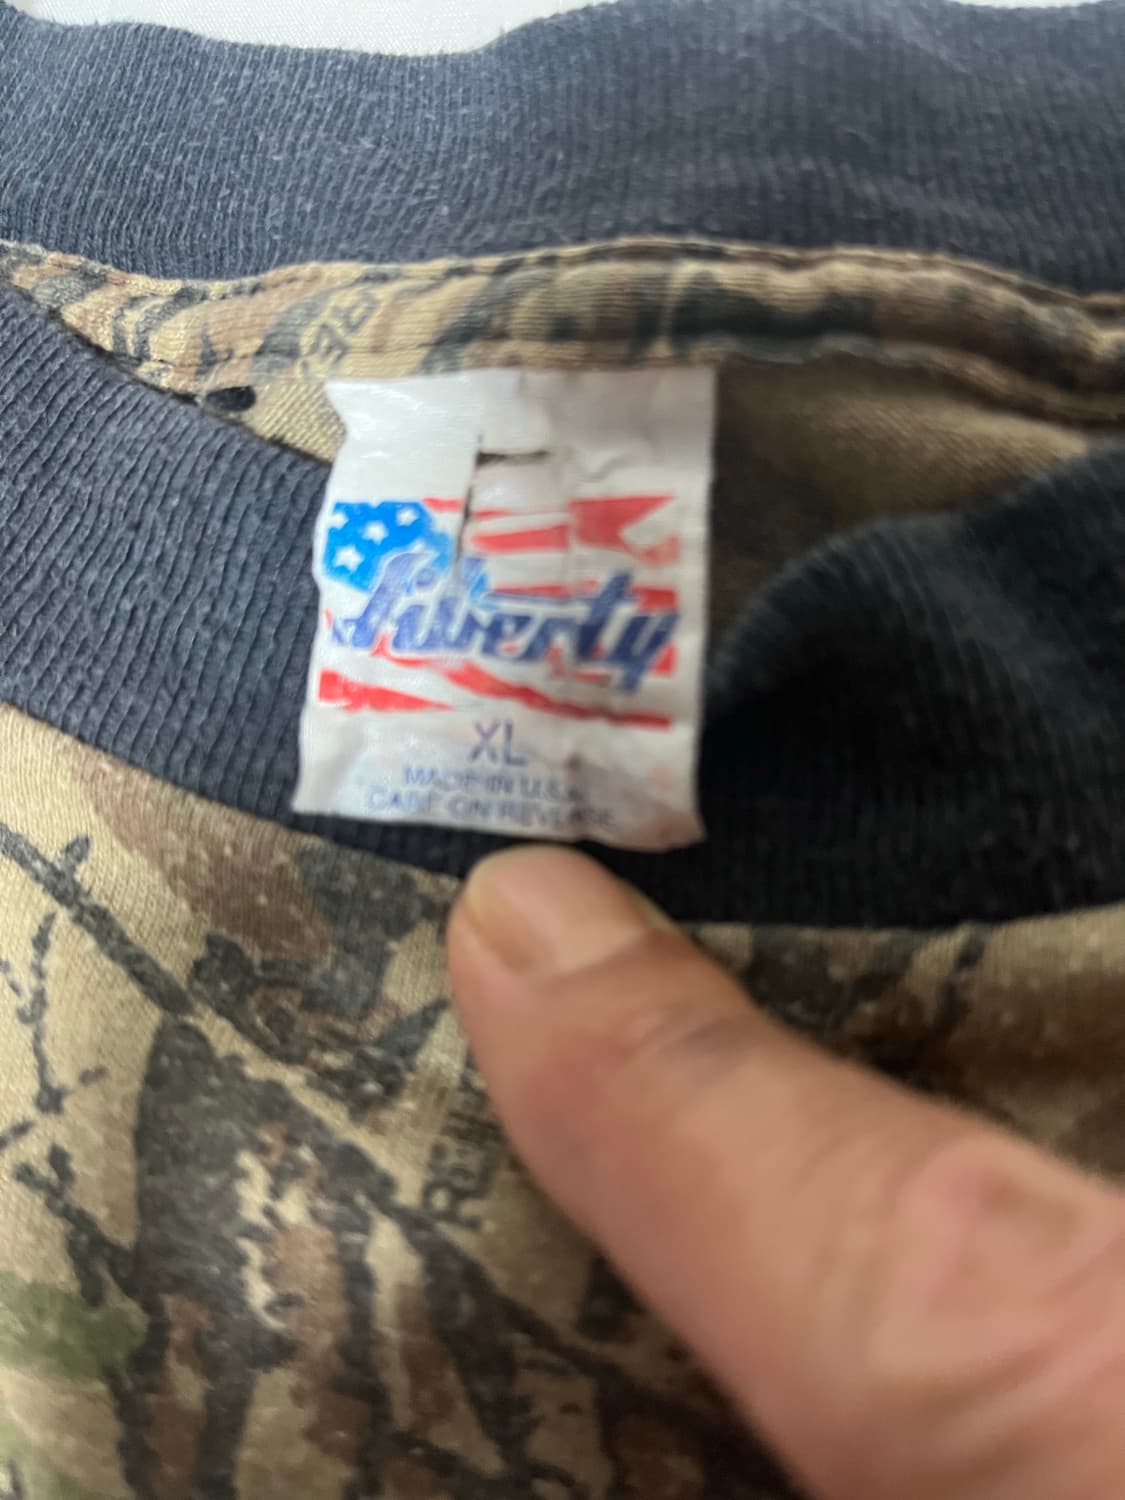 Liberty
XL
MADE IN U.S.A.
CARE ON REVERSE